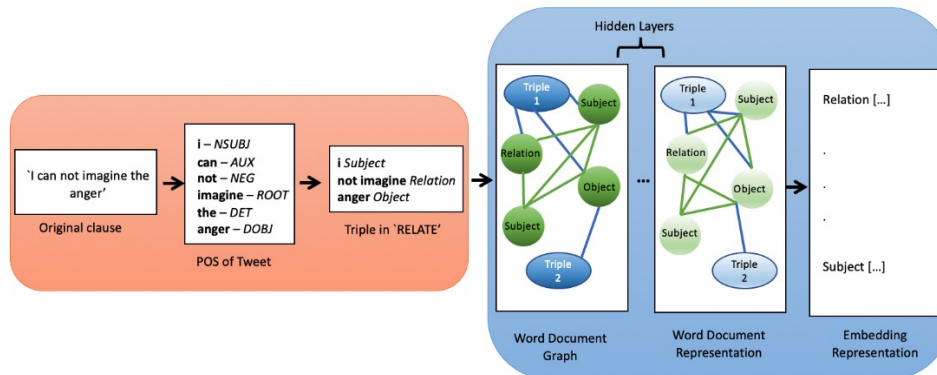 `I can not imagine the
anger’
Original clause
i – NSUBJ
can – AUX
not – NEG
imagine – ROOT
the – DET
anger – DOBJ
POS of Tweet
i Subject
not imagine Relation
anger Object
Triple in `RELATE’
Hidden Layers
Triple
1
Subject
Relation
Object
Subject
Triple
2
Word Document
Graph
...
Triple
1
Subject
Relation
Object
Subject
Triple
2
Word Document
Representation
Relation [...]
.
.
.
Subject [...]
Embedding
Representation